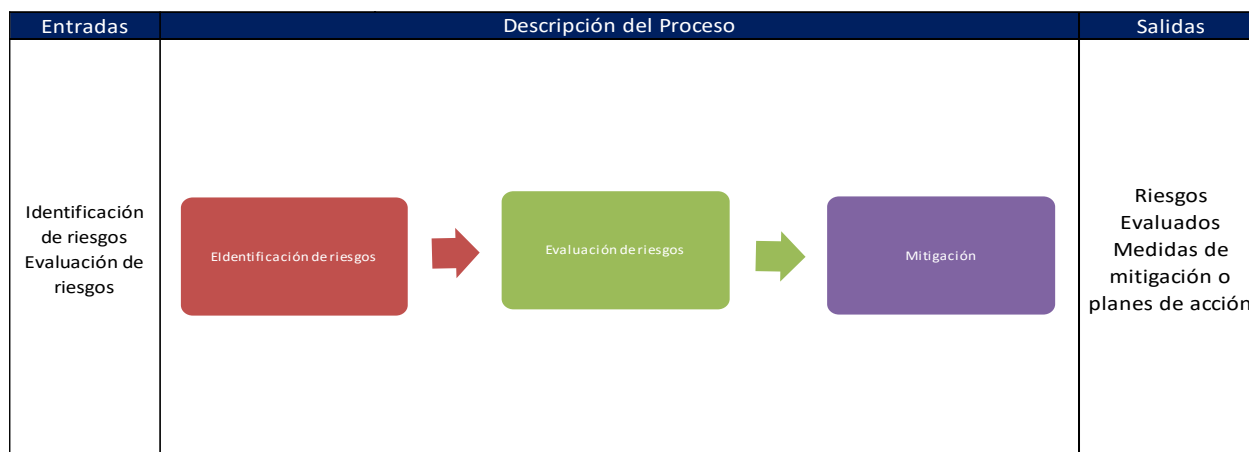 Entradas
Descripción del Proceso
Salidas
Identificación
de riesgos
Evaluación de
riesgos
EIdentificación de riesgos
Evaluación de riesgos
Mitigación
Riesgos
Evaluados
Medidas de
mitigación o
planes de acción